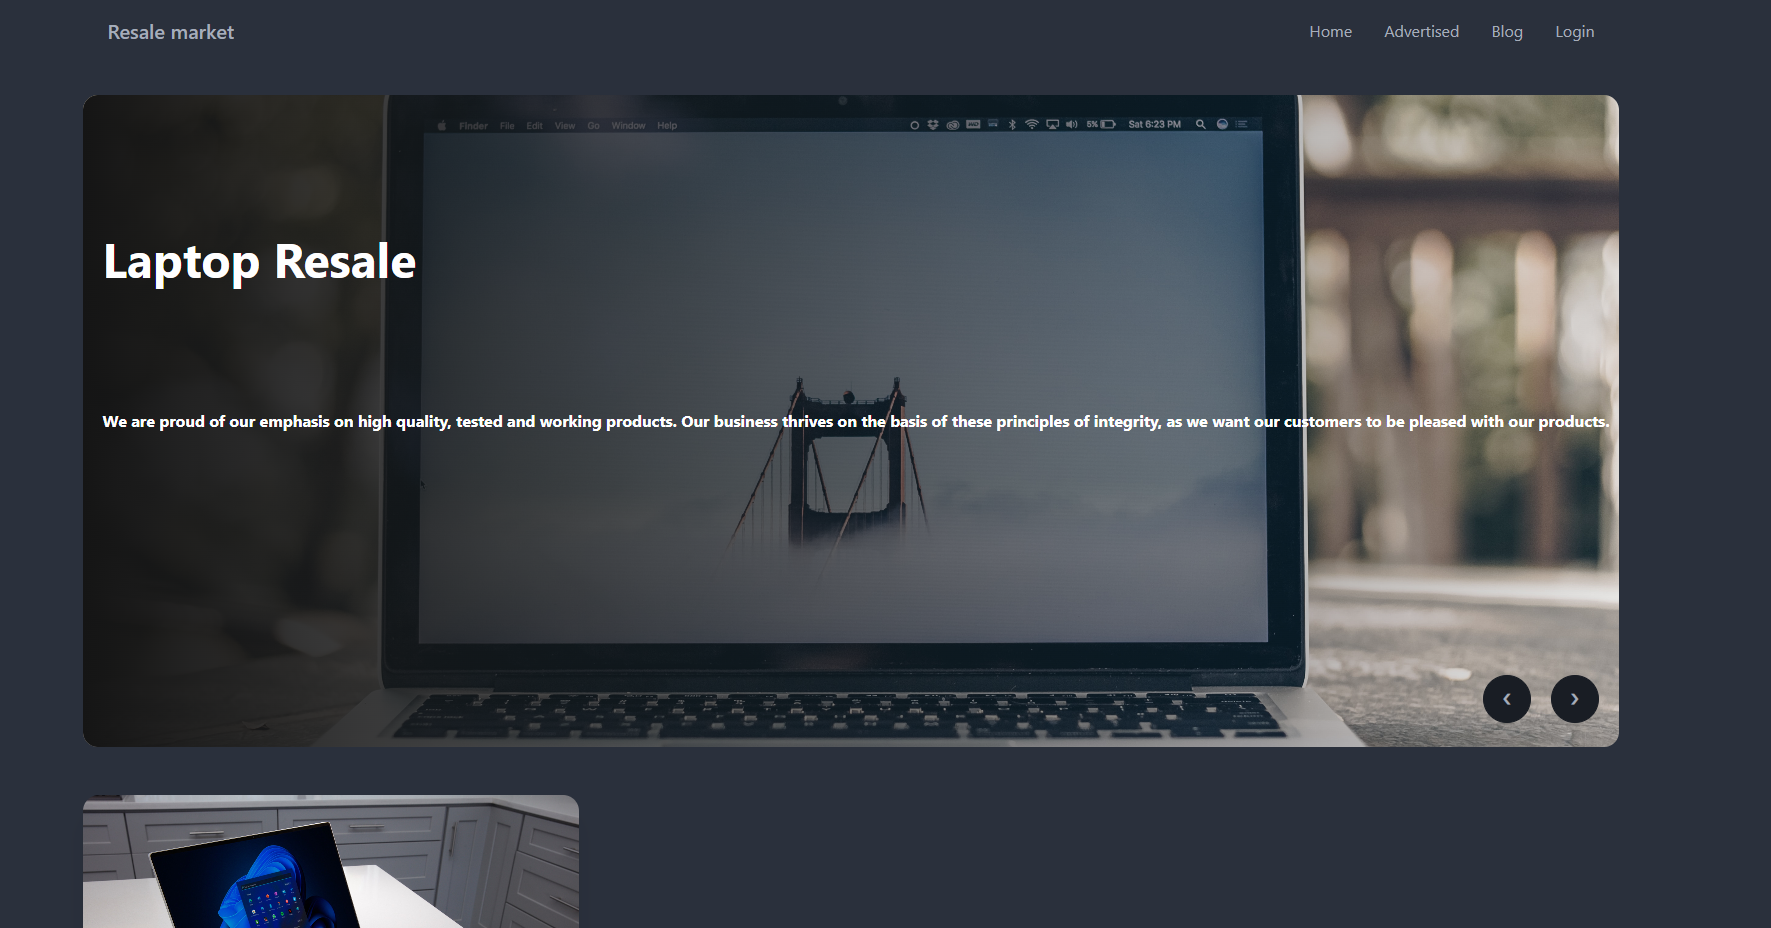 Resale market
Home Advertised Blog Login
Finder File Edit View Go Window Help
5% Sat 6:23 PM
Laptop Resale
We are proud of our emphasis on high quality, tested and working products. Our business thrives on the basis of these principles of integrity, as we want our customers to be pleased with our products.